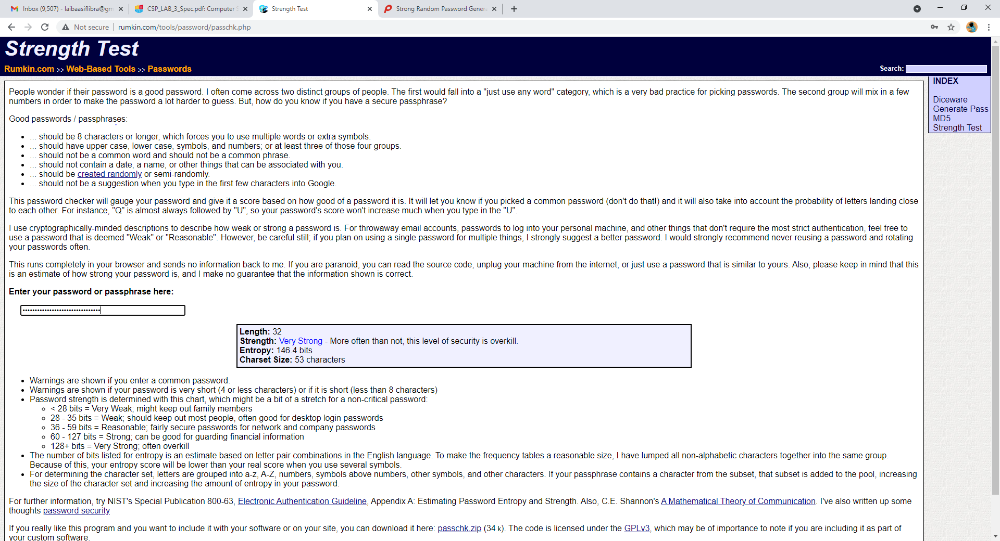 Inbox (9,507) - laibaasiflibra@gm
CSP_LAB_3_Spec.pdf: Computer S
Strength Test
Strong Random Password Genera
Not secure | rumkin.com/tools/password/passchk.php
Strength Test
Rumkin.com >> Web-Based Tools >> Passwords
Search:
INDEX
Diceware
Generate Pass
MD5
Strength Test
People wonder if their password is a good password. I often come across two distinct groups of people. The first would fall into a "just use any word" category, which is a very bad practice for picking passwords. The second group will mix in a few
numbers in order to make the password a lot harder to guess. But, how do you know if you have a secure passphrase?
Good passwords / passphrases:
... should be 8 characters or longer, which forces you to use multiple words or extra symbols.
... should have upper case, lower case, symbols, and numbers; or at least three of those four groups.
... should not be a common word and should not be a common phrase.
... should not contain a date, a name, or other things that can be associated with you.
... should be created randomly or semi-randomly.
... should not be a suggestion when you type in the first few characters into Google.
This password checker will gauge your password and give it a score based on how good of a password it is. It will let you know if you picked a common password (don't do that!) and it will also take into account the probability of letters landing close
to each other. For instance, "Q" is almost always followed by "U", so your password's score won't increase much when you type in the "U".
I use cryptographically-minded descriptions to describe how weak or strong a password is. For throwaway email accounts, passwords to log into your personal machine, and other things that don't require the most strict authentication, feel free to
use a password that is deemed "Weak" or "Reasonable". However, be careful still; if you plan on using a single password for multiple things, I strongly suggest a better password. I would strongly recommend never reusing a password and rotating
your passwords often.
This runs completely in your browser and sends no information back to me. If you are paranoid, you can read the source code, unplug your machine from the internet, or just use a password that is similar to yours. Also, please keep in mind that this
is an estimate of how strong your password is, and I make no guarantee that the information shown is correct.
Enter your password or passphrase here:
Length: 32
Strength: Very Strong - More often than not, this level of security is overkill.
Entropy: 146.4 bits
Charset Size: 53 characters
Warnings are shown if you enter a common password.
Warnings are shown if your password is very short (4 or less characters) or if it is short (less than 8 characters)
Password strength is determined with this chart, which might be a bit of a stretch for a non-critical password:
< 28 bits = Very Weak; might keep out family members
28 - 35 bits = Weak; should keep out most people, often good for desktop login passwords
36 - 59 bits = Reasonable; fairly secure passwords for network and company passwords
60 - 127 bits = Strong; can be good for guarding financial information
128+ bits = Very Strong; often overkill
The number of bits listed for entropy is an estimate based on letter pair combinations in the English language. To make the frequency tables a reasonable size, I have lumped all non-alphabetic characters together into the same group.
Because of this, your entropy score will be lower than your real score when you use several symbols.
For determining the character set, letters are grouped into a-z, A-Z, numbers, symbols above numbers, other symbols, and other characters. If your passphrase contains a character from the subset, that subset is added to the pool, increasing
the size of the character set and increasing the amount of entropy in your password.
For further information, try NIST's Special Publication 800-63, Electronic Authentication Guideline, Appendix A: Estimating Password Entropy and Strength. Also, C.E. Shannon's A Mathematical Theory of Communication. I've also written up some
thoughts password security
If you really like this program and you want to include it with your software or on your site, you can download it here: passchk.zip (34 k). The code is licensed under the GPLv3, which may be of importance to note if you are including it as part of
your custom software.